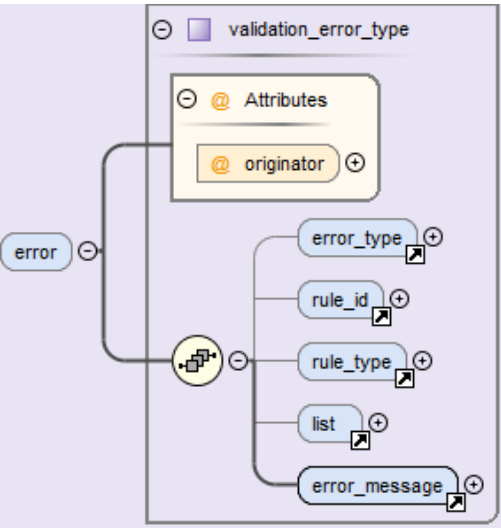 validation_error_type
@ Attributes
@ originator
error
error_type
rule_id
rule_type
list
error_message